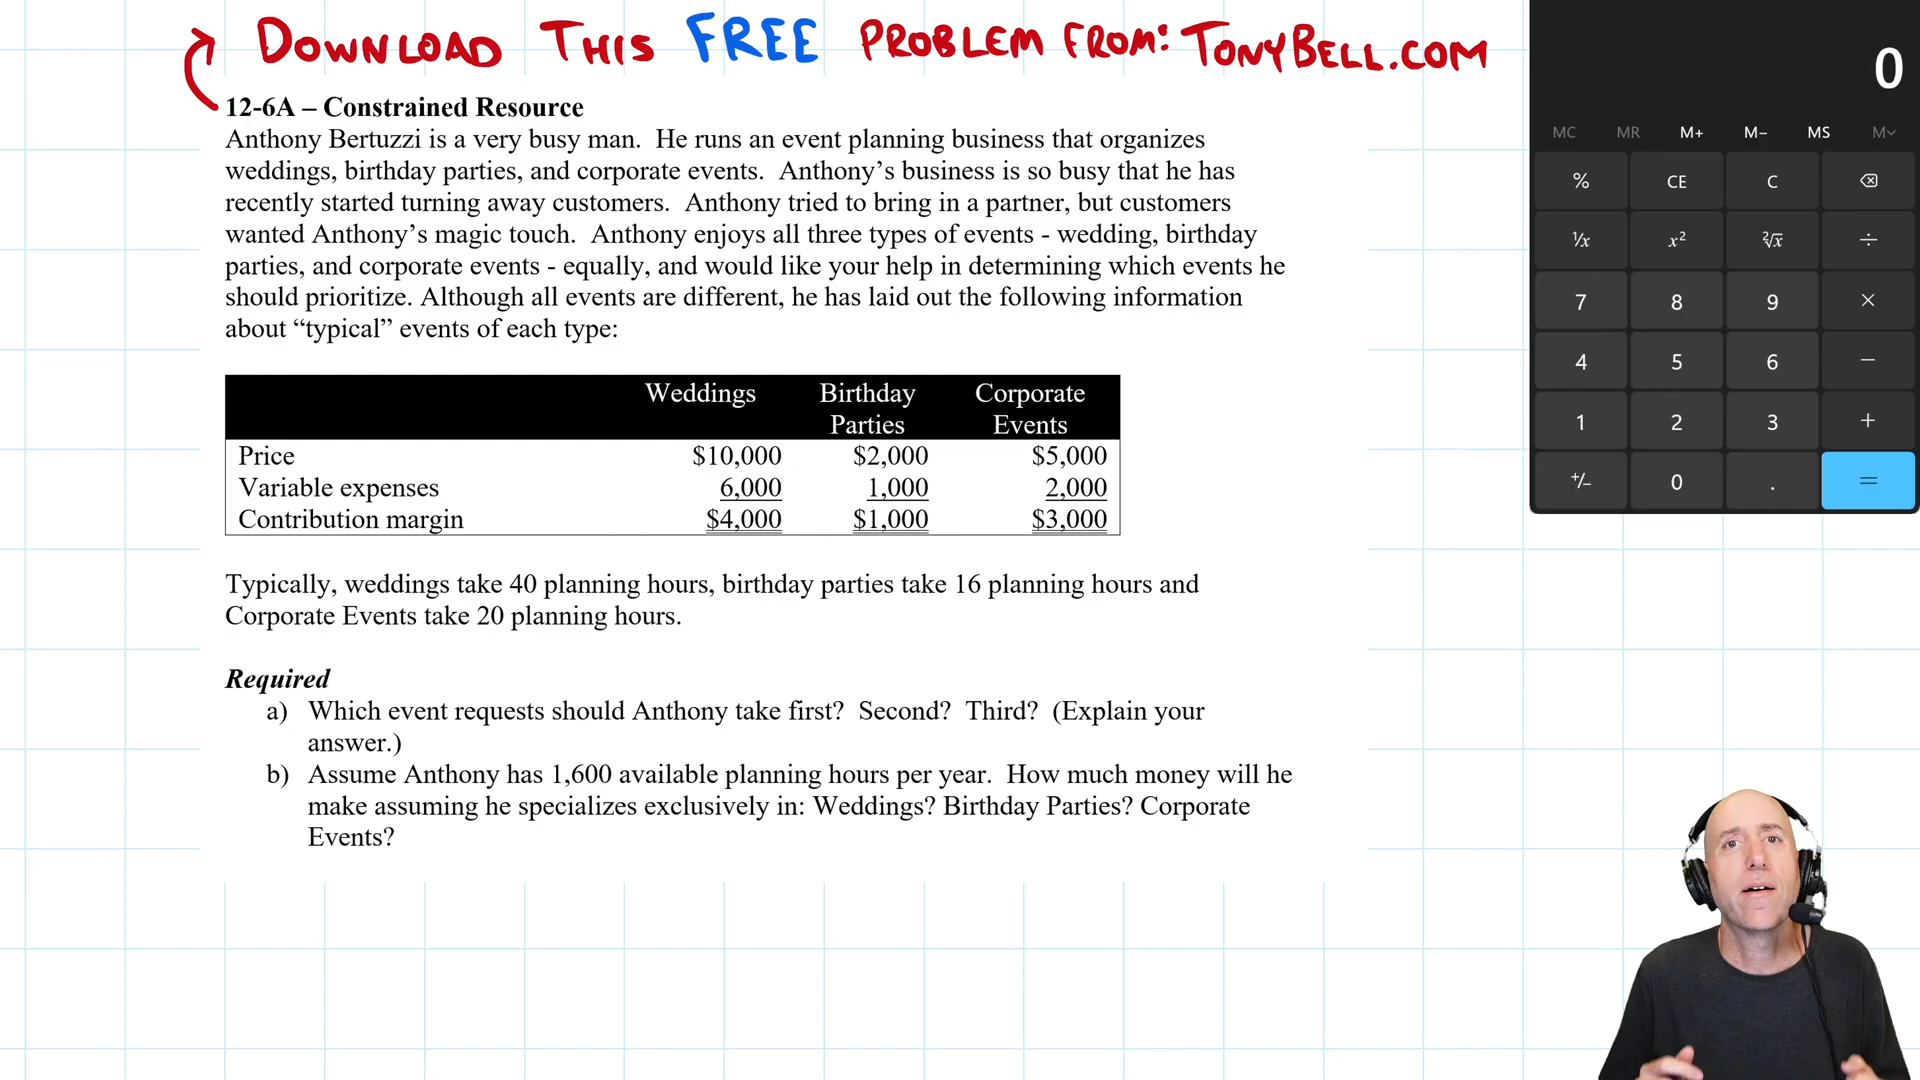 DOWNLOAD THIS FREE PROBLEM FROM: TONYBELL.COM
12-6A – Constrained Resource
Anthony Bertuzzi is a very busy man.  He runs an event planning business that organizes
weddings, birthday parties, and corporate events.  Anthony’s business is so busy that he has
recently started turning away customers.  Anthony tried to bring in a partner, but customers
wanted Anthony’s magic touch.  Anthony enjoys all three types of events - wedding, birthday
parties, and corporate events - equally, and would like your help in determining which events he
should prioritize. Although all events are different, he has laid out the following information
about “typical” events of each type:
Weddings Birthday Parties Corporate Events
Price $10,000 $2,000 $5,000
Variable expenses 6,000 1,000 2,000
Contribution margin $4,000 $1,000 $3,000
Typically, weddings take 40 planning hours, birthday parties take 16 planning hours and
Corporate Events take 20 planning hours.
Required
a) Which event requests should Anthony take first?  Second?  Third?  (Explain your
answer.)
b) Assume Anthony has 1,600 available planning hours per year.  How much money will he
make assuming he specializes exclusively in: Weddings? Birthday Parties? Corporate
Events?
0
MC MR M+ M− MS M˅
% CE C ⌫
⅟x x² ²√x ÷
7 8 9 ×
4 5 6 −
1 2 3 +
+/− 0 . =